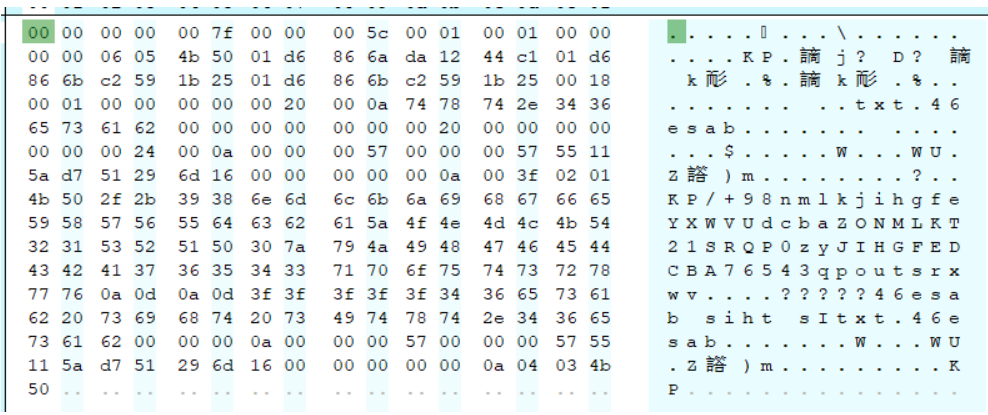 00 00 00 00 00 7f 00 00 00 5c 00 01 00 01 00 00 . . . . . 𝌀 . . . \ . . . . . .
00 00 06 05 4b 50 01 d6 86 6a da 12 44 c1 01 d6 . . . . K P . 謫 j ? D ? 謫
86 6b c2 59 1b 25 01 d6 86 6b c2 59 1b 25 00 18 k 耏 . % . 謫 k 耏 . % . .
00 01 00 00 00 00 00 20 00 0a 74 78 74 2e 34 36 . . . . . . . . . t x t . 4 6
65 73 61 62 00 00 00 00 00 00 00 20 00 00 00 00 e s a b . . . . . . . . . . .
00 00 00 24 00 0a 00 00 00 57 00 00 00 57 55 11 . . . $ . . . . . W . . . W U .
5a d7 51 29 6d 16 00 00 00 00 00 0a 00 3f 02 01 Z 譗 ) m . . . . . . . . ? . .
4b 50 2f 2b 39 38 6e 6d 6c 6b 6a 69 68 67 66 65 K P / + 9 8 n m l k j i h g f e
59 58 57 56 55 64 63 62 61 5a 4f 4e 4d 4c 4b 54 Y X W V U d c b a Z O N M L K T
32 31 53 52 51 50 30 7a 79 4a 49 48 47 46 45 44 2 1 S R Q P 0 z y J I H G F E D
43 42 41 37 36 35 34 33 71 70 6f 75 74 73 72 78 C B A 7 6 5 4 3 q p o u t s r x
77 76 0a 0d 0a 0d 3f 3f 3f 3f 3f 34 36 65 73 61 w v . . . . ? ? ? ? ? 4 6 e s a
62 20 73 69 68 74 20 73 49 74 78 74 2e 34 36 65 b s i h t s I t x t . 4 6 e
73 61 62 00 00 00 0a 00 00 00 57 00 00 00 57 55 s a b . . . . . . . W . . . W U
11 5a d7 51 29 6d 16 00 00 00 00 00 0a 04 03 4b . Z 譗 ) m . . . . . . . . . K
50 .. .. .. .. .. .. .. .. .. .. .. .. .. .. .. P . . . . . . . . . . . . . . .